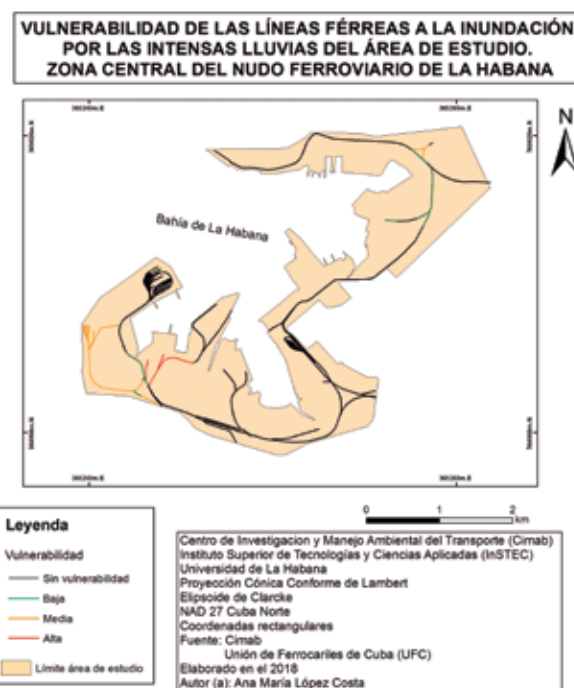 VULNERABILIDAD DE LAS LÍNEAS FÉRREAS A LA INUNDACIÓN
POR LAS INTENSAS LLUVIAS DEL ÁREA DE ESTUDIO.
ZONA CENTRAL DEL NUDO FERROVIARIO DE LA HABANA
N
Bahía de La Habana
0 1 2
km
Leyenda
Vulnerabilidad
Sin vulnerabilidad
Baja
Media
Alta
Límite área de estudio
Centro de Investigacion y Manejo Ambiental del Transporte (Cimab)
Instituto Superior de Tecnologías y Ciencias Aplicadas (InSTEC)
Universidad de La Habana
Proyección Cónica Conforme de Lambert
Elipsoide de Clarcke
NAD 27 Cuba Norte
Coordenadas rectangulares
Fuente: Cimab
Unión de Ferrocariles de Cuba (UFC)
Elaborado en el 2018
Autor (a): Ana María López Costa